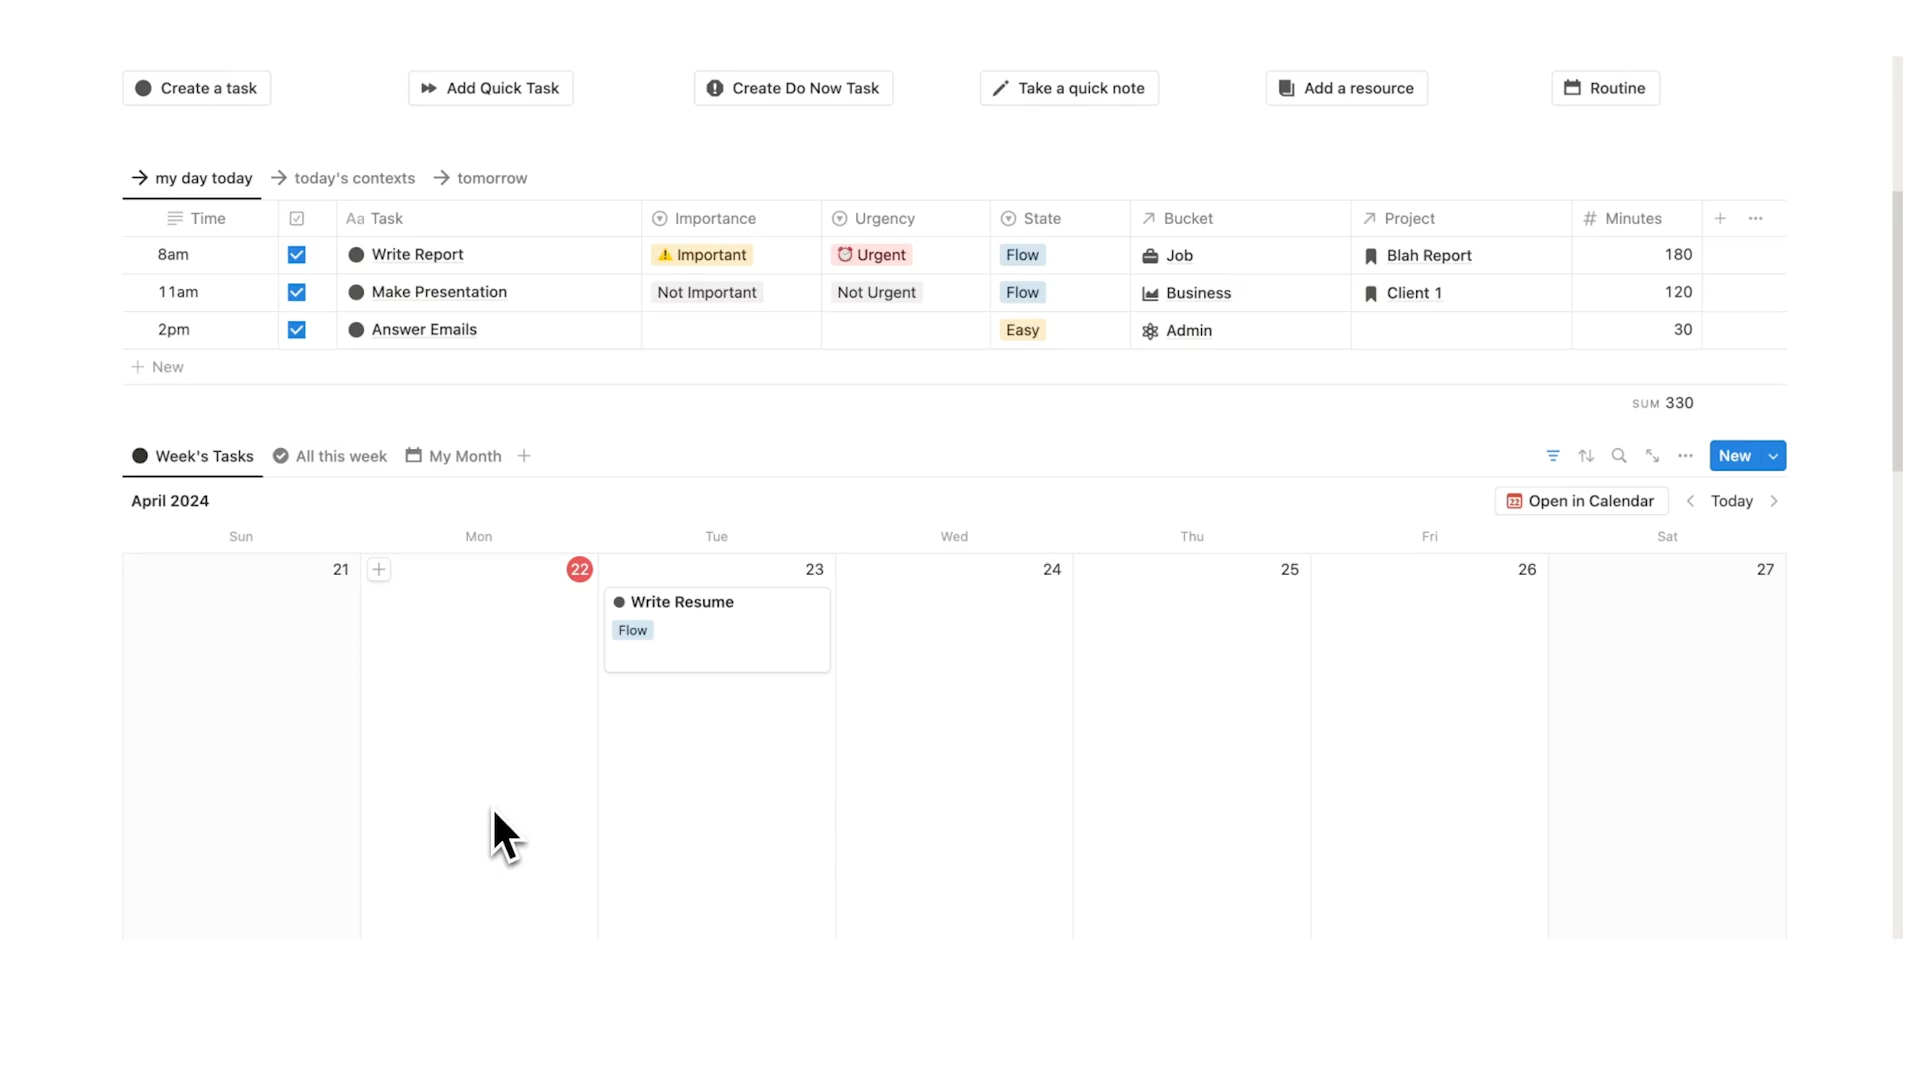 Create a task Add Quick Task Create Do Now Task Take a quick note Add a resource Routine
my day today today's contexts tomorrow
Time Aa Task Importance Urgency State Bucket Project # Minutes
8am Write Report Important Urgent Flow Job Blah Report 180
11am Make Presentation Not Important Not Urgent Flow Business Client 1 120
2pm Answer Emails Easy Admin 30
+ New
SUM 330
Week's Tasks All this week My Month + New
April 2024 22 Open in Calendar < Today >
Sun Mon Tue Wed Thu Fri Sat
21 + 22 23 24 25 26 27
Write Resume
Flow